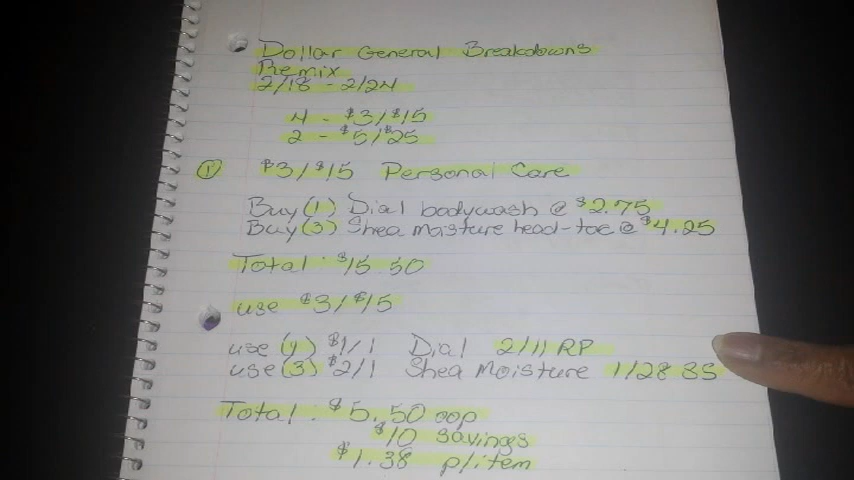 Dollar General Breakdowns
Remix
2/18 - 2/24
4 - $3/$15
2 - $5/$25
① $3/$15 Personal Care
Buy (1) Dial bodywash @ $2.75
Buy (3) Shea moisture head-toe @ $4.25
Total: $15.50
use $3/$15
use (1) $1/1 Dial 2/11 RP
use (3) $2/1 Shea Moisture 1/28 SS
Total: $5.50 oop
$10 savings
$1.38 p/item